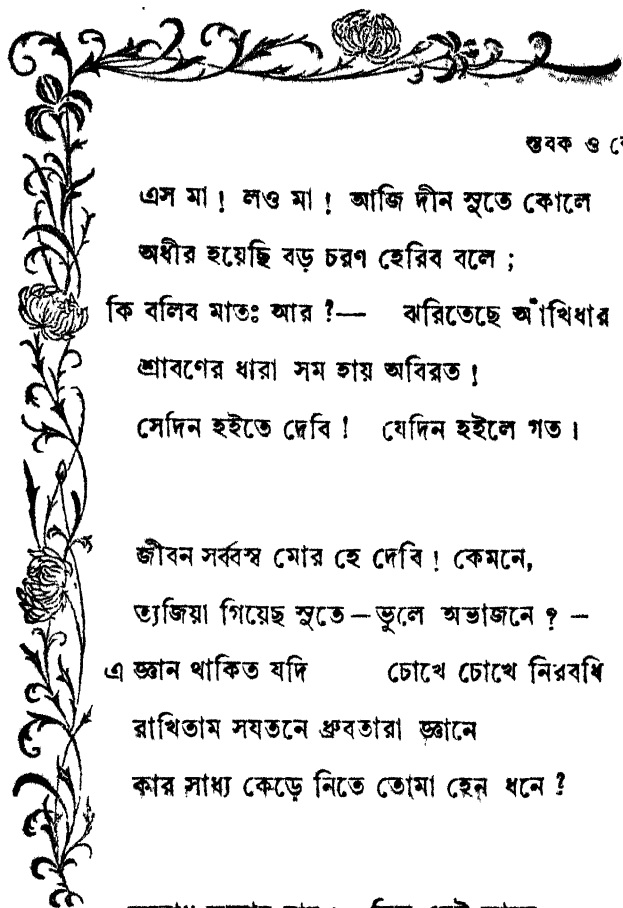 স্তবক ও
এস মা ! লও মা ! আজি দীন সুতে কোলে
অধীর হয়েছি বড় চরণ হেরিব বলে ;
কি বলিব মাতঃ আর ?— ঝরিতেছে আঁখিধার
শ্রাবণের ধারা সম হায় অবিরত !
সেদিন হইতে দেবি ! যেদিন হইলে গত ।
জীবন সর্ব্বস্ব মোর হে দেবি ! কেমনে,
ত্যজিয়া গিয়েছ সুতে – ভুলে অভাজনে ? –
এ জ্ঞান থাকিত যদি চোখে চোখে নিরবধি
রাখিতাম সযতনে ধ্রুবতারা জ্ঞানে
কার সাধ্য কেড়ে নিতে তোমা হেন ধনে ?